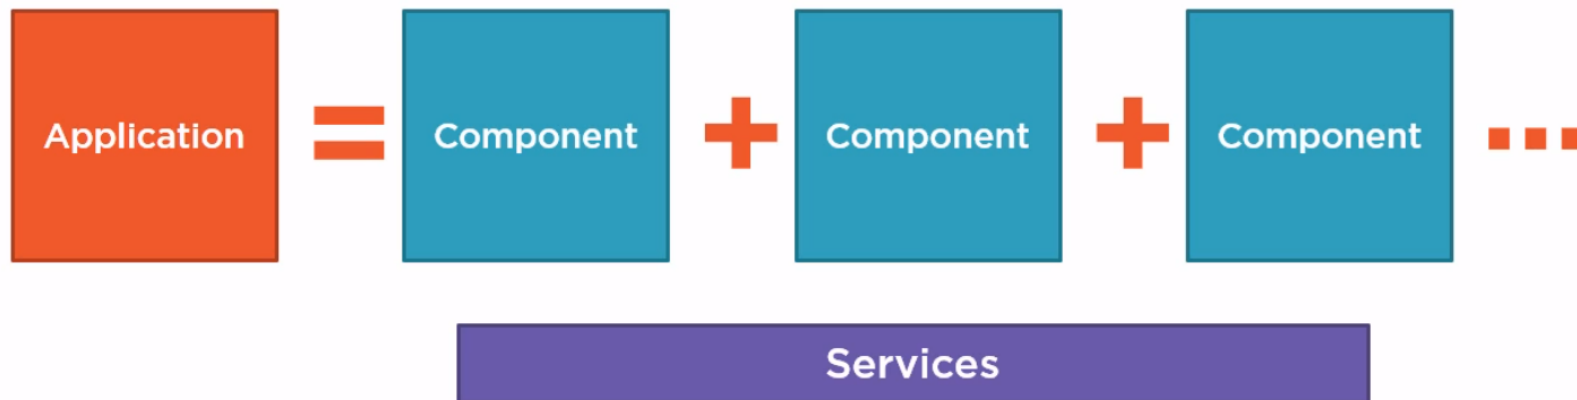 Application = Component + Component + Component ...
Services